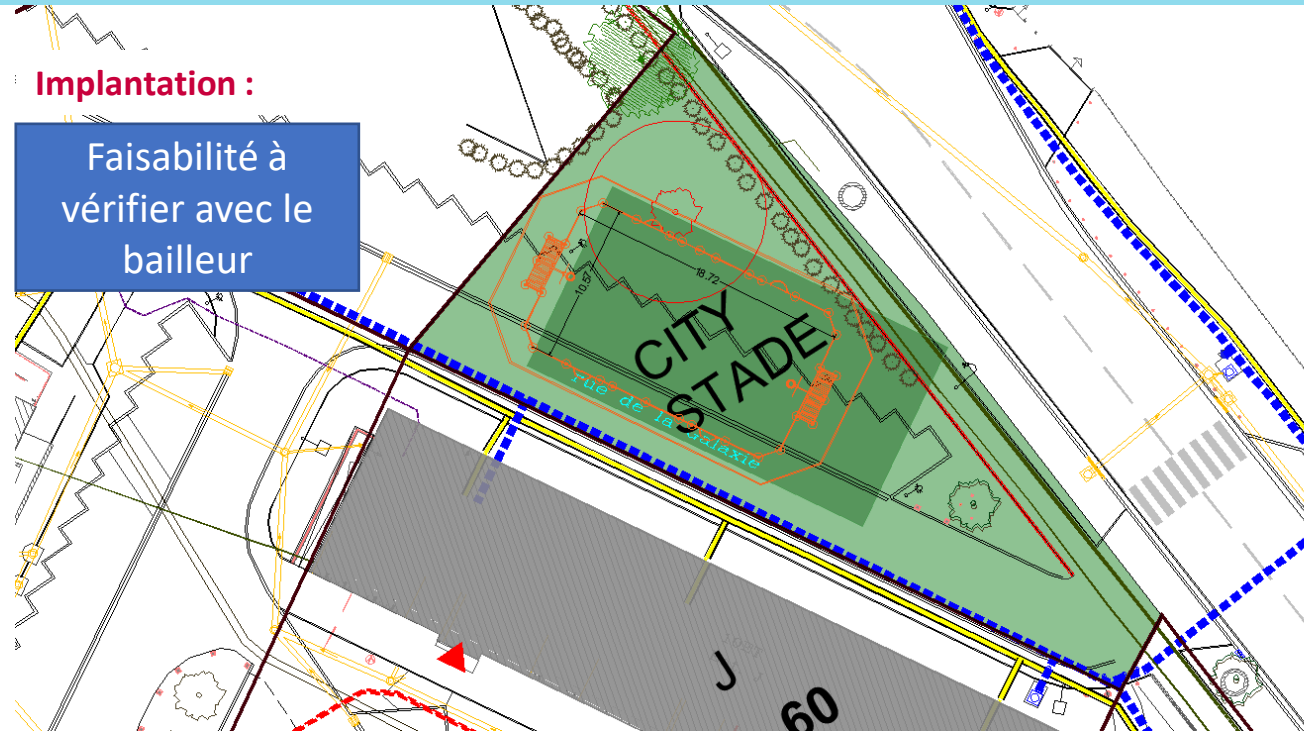 Implantation :
Faisabilité à
vérifier avec le
bailleur
18.72
10.57
CITY
STADE
rue de la Galaxie
J
60